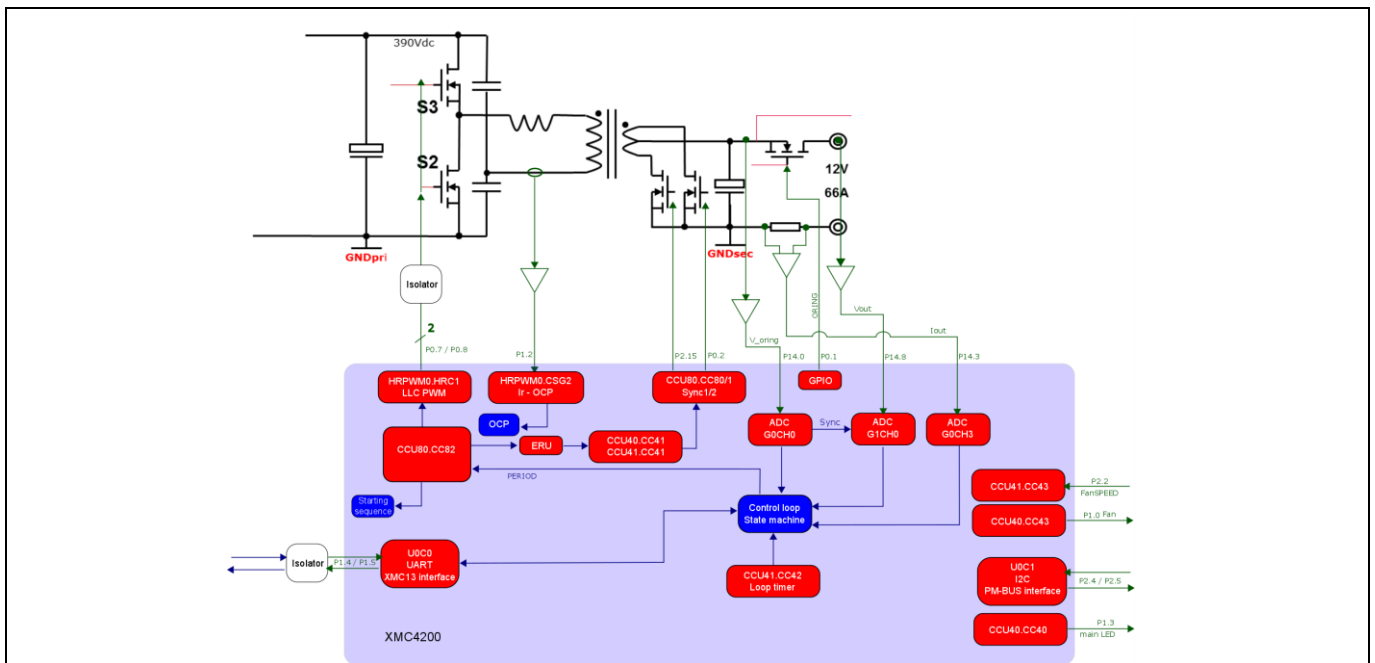 390Vdc
S3
S2
12V
66A
GNDpri
GNDsec
Isolator
2
P0.7 / P0.8
P1.2
P2.15
P0.2
V_oring
P14.0
ORING
P0.1
Vout
P14.8
Iout
P14.3
HRPWM0.HRC1
LLC PWM
HRPWM0.CSG2
Ir - OCP
CCU80.CC80/1
Sync1/2
GPIO
OCP
ADC
G0CH0
Sync
ADC
G1CH0
ADC
G0CH3
CCU80.CC82
ERU
CCU40.CC41
CCU41.CC41
PERIOD
Starting
sequence
Control loop
State machine
CCU41.CC43
P2.2
FanSPEED
CCU40.CC43
P1.0 Fan
Isolator
P1.4 / P1.5
U0C0
UART
XMC13 interface
CCU41.CC42
Loop timer
U0C1
I2C
PM-BUS interface
P2.4 / P2.5
CCU40.CC40
P1.3
main LED
XMC4200